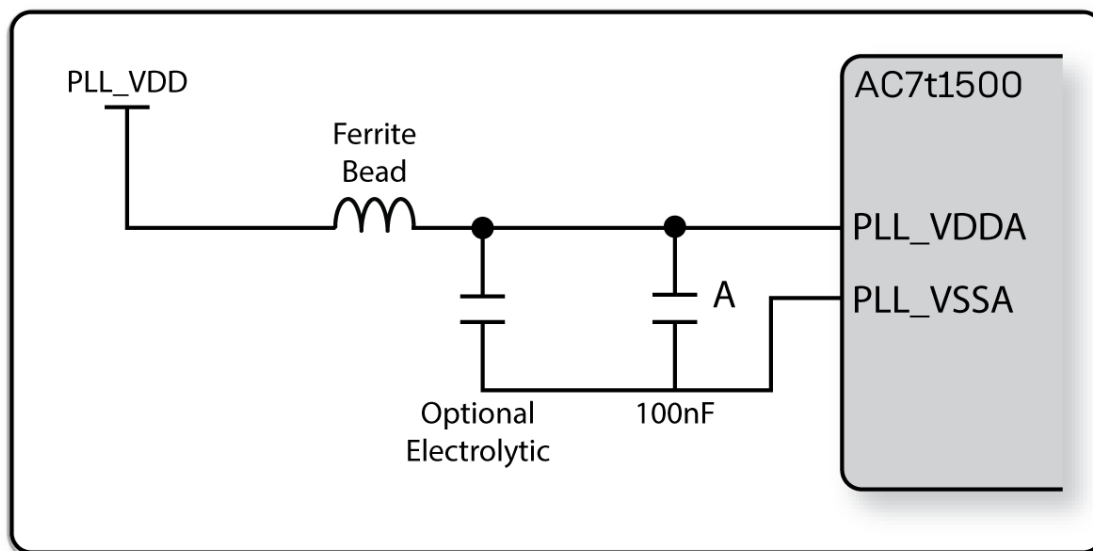 PLL_VDD
Ferrite
Bead
AC7t1500
PLL_VDDA
A
PLL_VSSA
Optional
Electrolytic
100nF